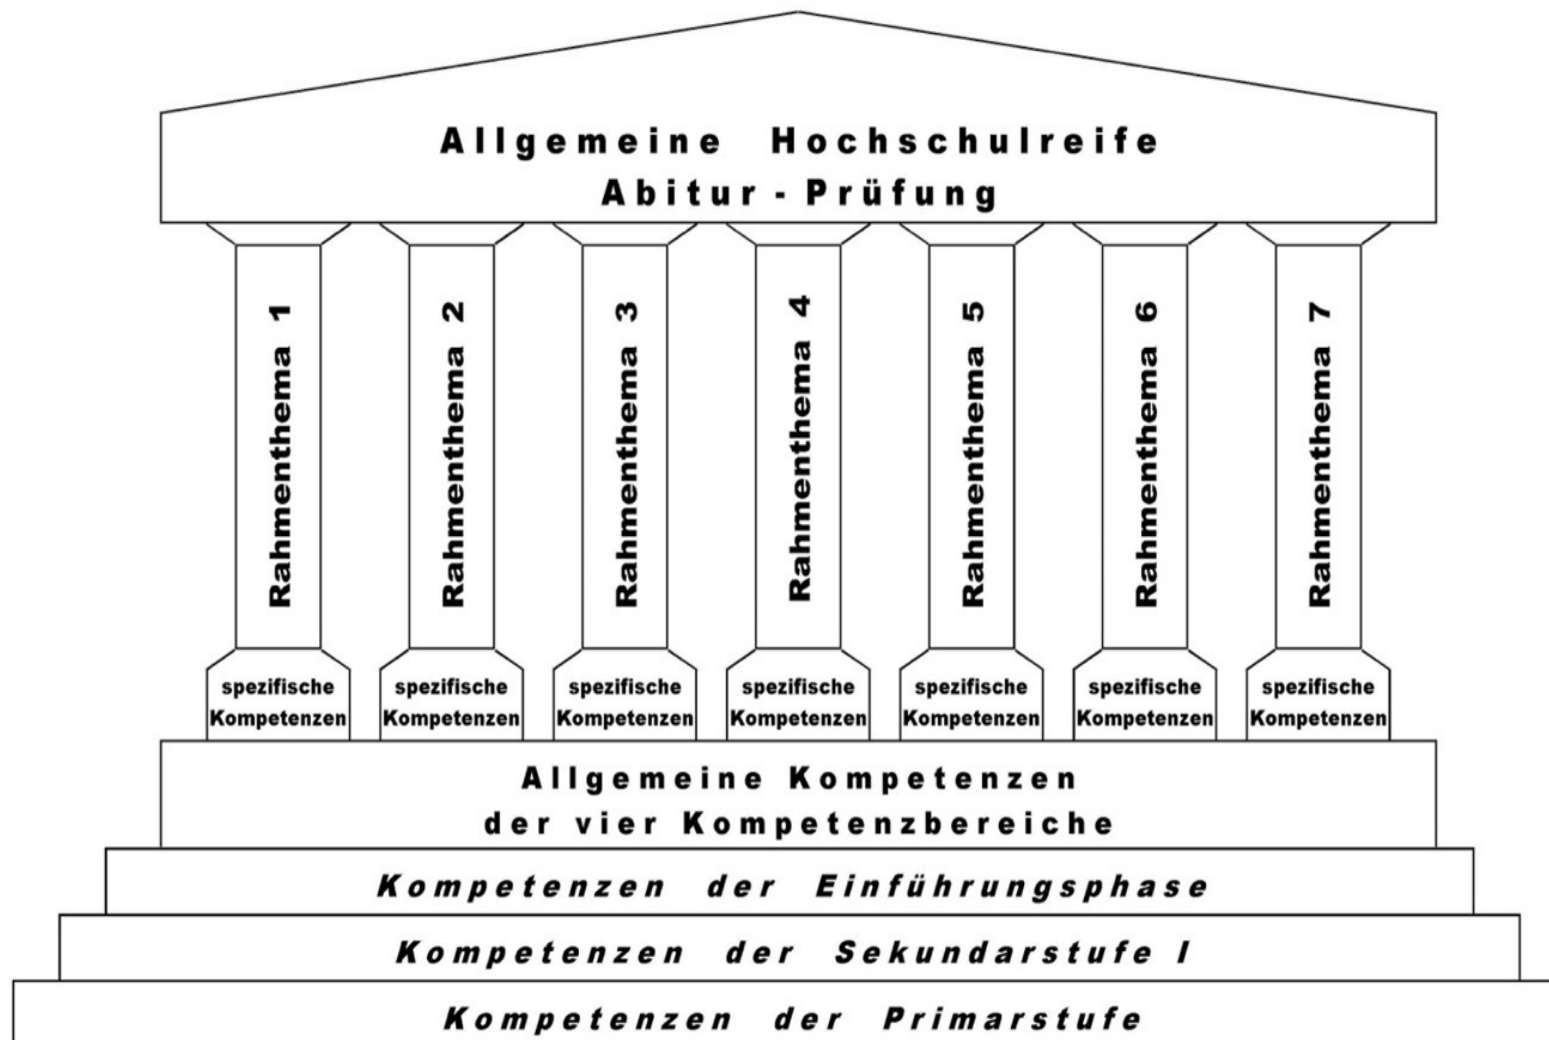 Allgemeine Hochschulreife
Abitur - Prüfung
Rahmenthema 1
Rahmenthema 2
Rahmenthema 3
Rahmenthema 4
Rahmenthema 5
Rahmenthema 6
Rahmenthema 7
spezifische
Kompetenzen
spezifische
Kompetenzen
spezifische
Kompetenzen
spezifische
Kompetenzen
spezifische
Kompetenzen
spezifische
Kompetenzen
spezifische
Kompetenzen
Allgemeine Kompetenzen
der vier Kompetenzbereiche
Kompetenzen der Einführungsphase
Kompetenzen der Sekundarstufe I
Kompetenzen der Primarstufe